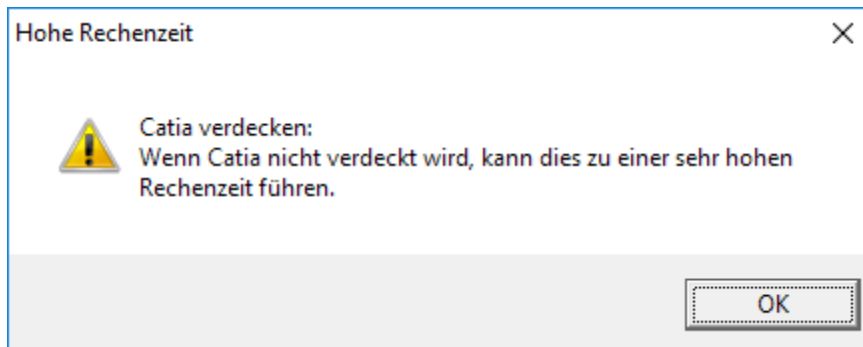 Hohe Rechenzeit
Catia verdecken:
Wenn Catia nicht verdeckt wird, kann dies zu einer sehr hohen
Rechenzeit führen.
OK